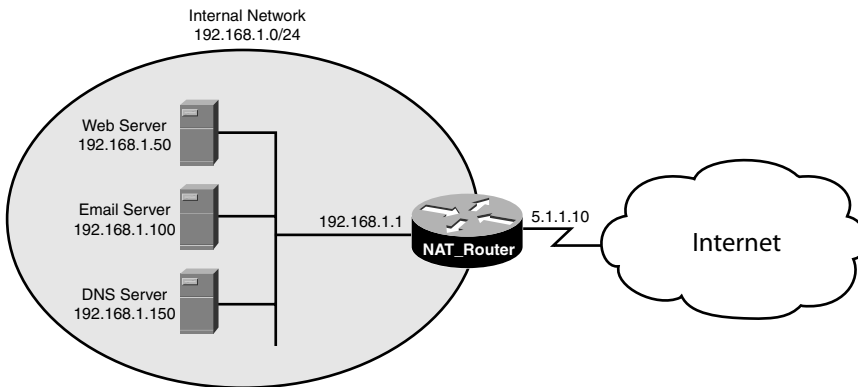 Internal Network
192.168.1.0/24
Web Server
192.168.1.50
Email Server
192.168.1.100
192.168.1.1
NAT_Router
5.1.1.10
Internet
DNS Server
192.168.1.150